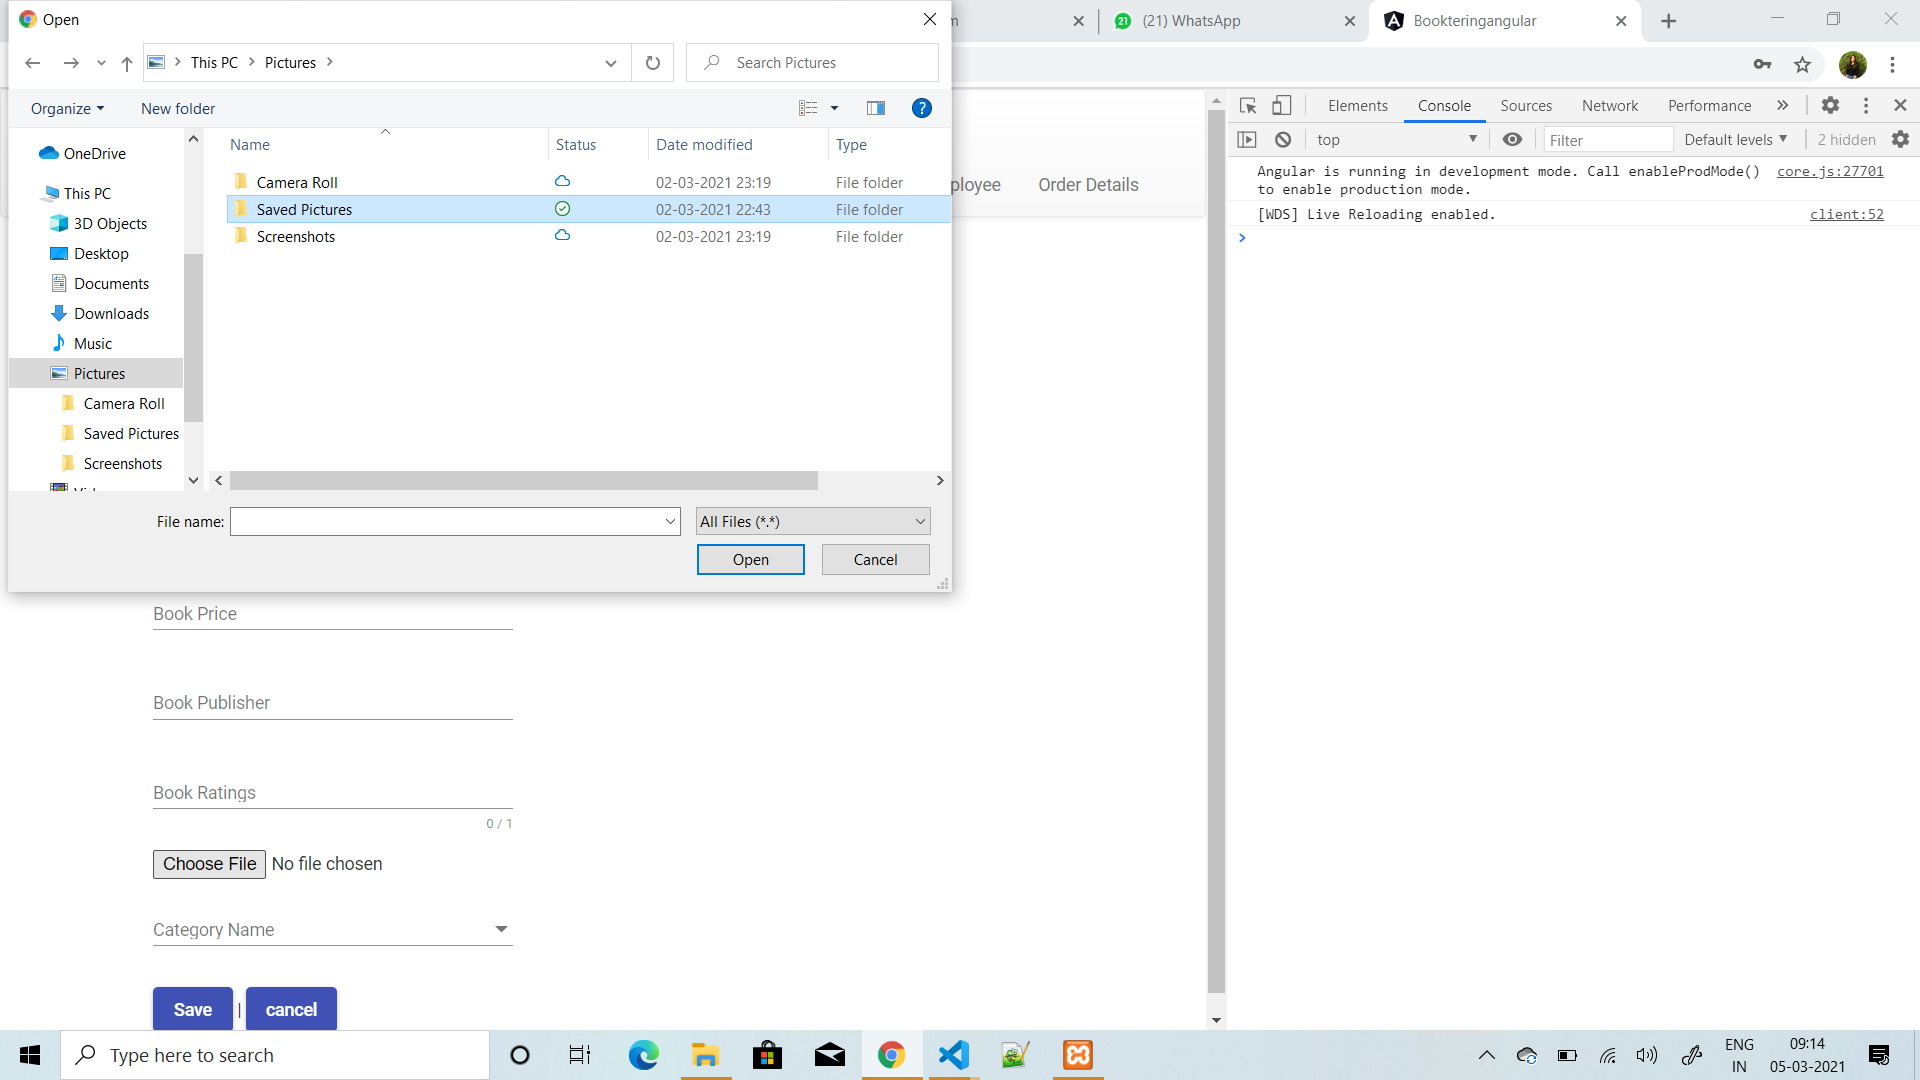 Open
m
(21) WhatsApp
Bookteringangular
This PC
Pictures
Search Pictures
Organize
New folder
Elements
Console
Sources
Network
Performance
top
Filter
Default levels
2 hidden
Name
Status
Date modified
Type
OneDrive
This PC
3D Objects
Desktop
Documents
Downloads
Music
Pictures
Camera Roll
Saved Pictures
Screenshots
Camera Roll
02-03-2021 23:19
File folder
Saved Pictures
02-03-2021 22:43
File folder
Screenshots
02-03-2021 23:19
File folder
File name:
All Files (*.*)
Open
Cancel
ployee
Order Details
Angular is running in development mode. Call enableProdMode()
core.js:27701
to enable production mode.
[WDS] Live Reloading enabled.
client:52
Book Price
Book Publisher
Book Ratings
0 / 1
Choose File
No file chosen
Category Name
Save | cancel
Type here to search
ENG
IN
09:14
05-03-2021